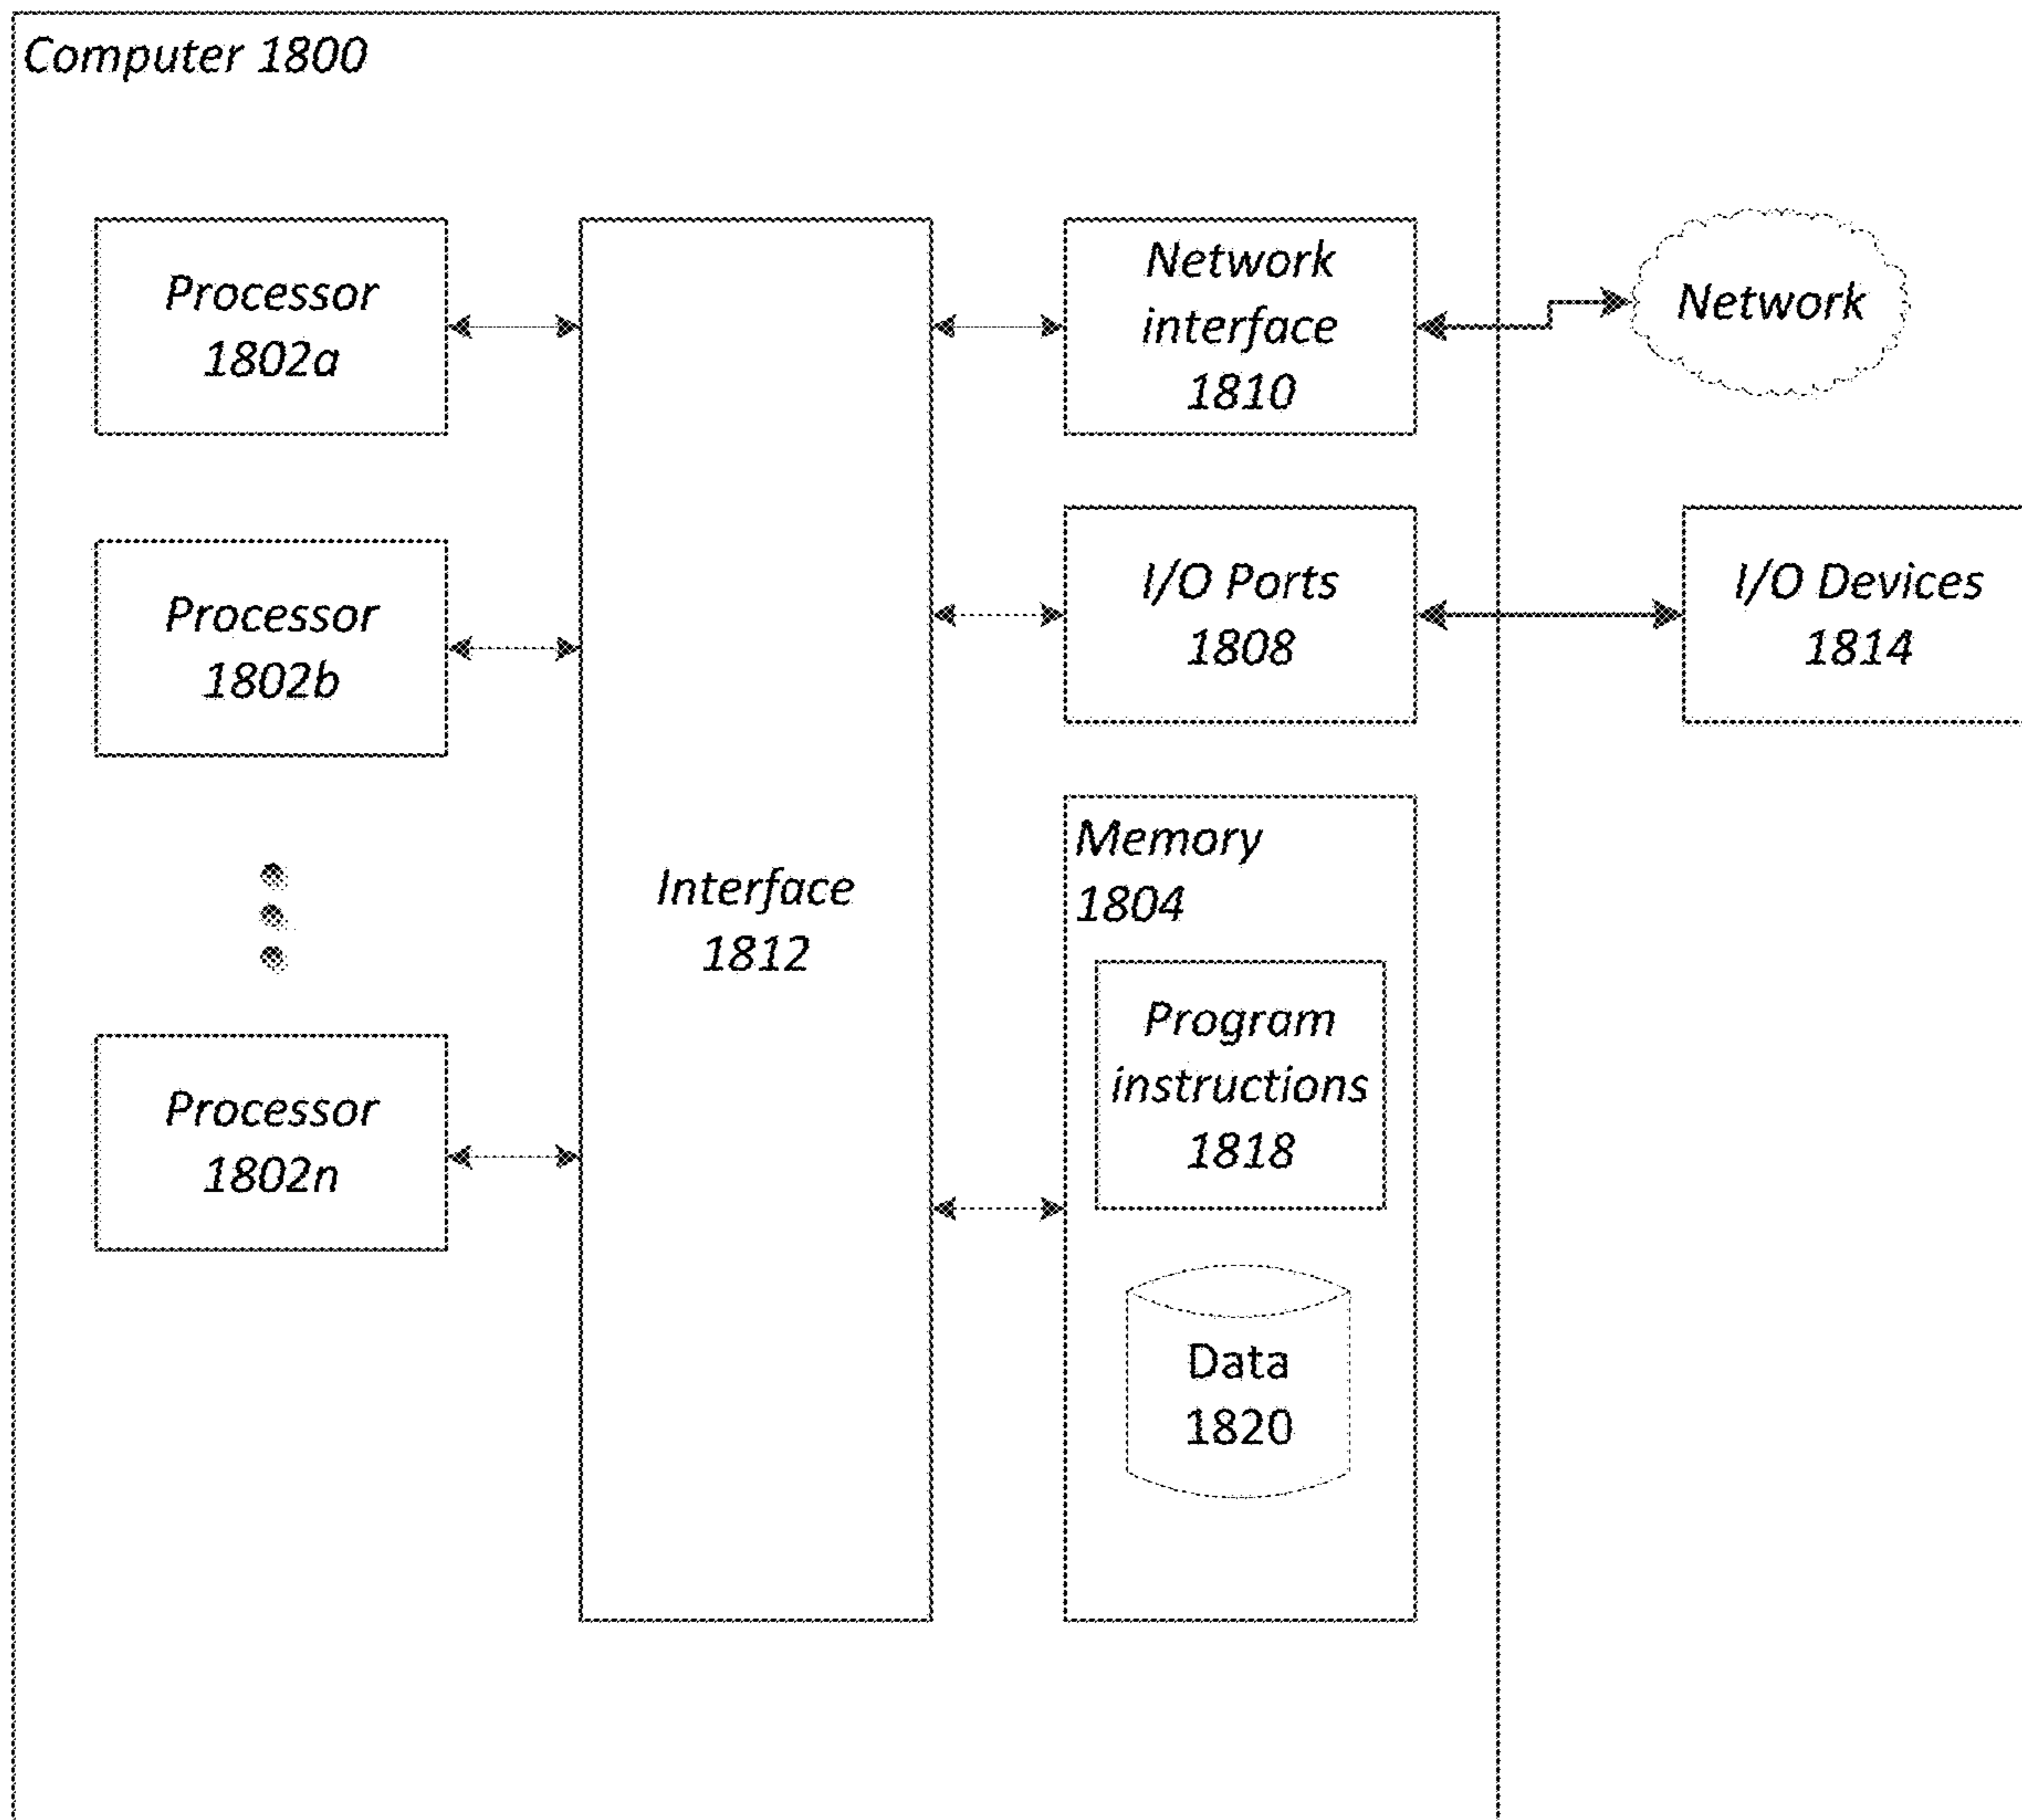 Computer 1800
Processor
1802a
Network
interface
1810
Network
Processor
1802b
I/O Ports
1808
I/O Devices
1814
Interface
1812
Memory
1804
Processor
1802n
Program
instructions
1818
Data
1820